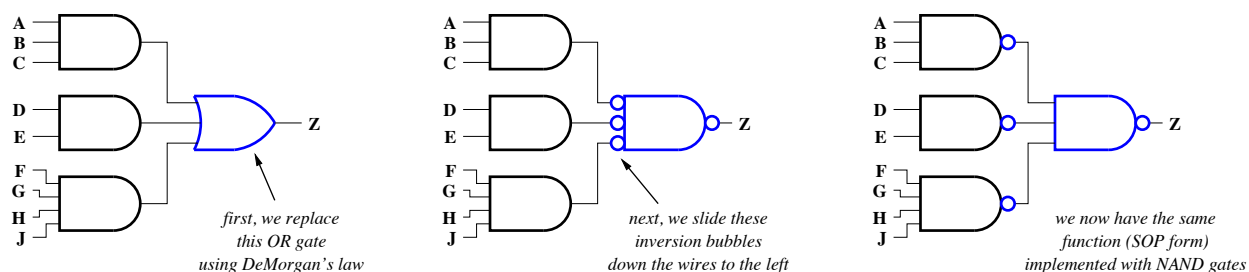 A
B
C
D
E
F
G
H
J
Z
first, we replace
this OR gate
using DeMorgan's law
A
B
C
D
E
F
G
H
J
Z
next, we slide these
inversion bubbles
down the wires to the left
A
B
C
D
E
F
G
H
J
Z
we now have the same
function (SOP form)
implemented with NAND gates